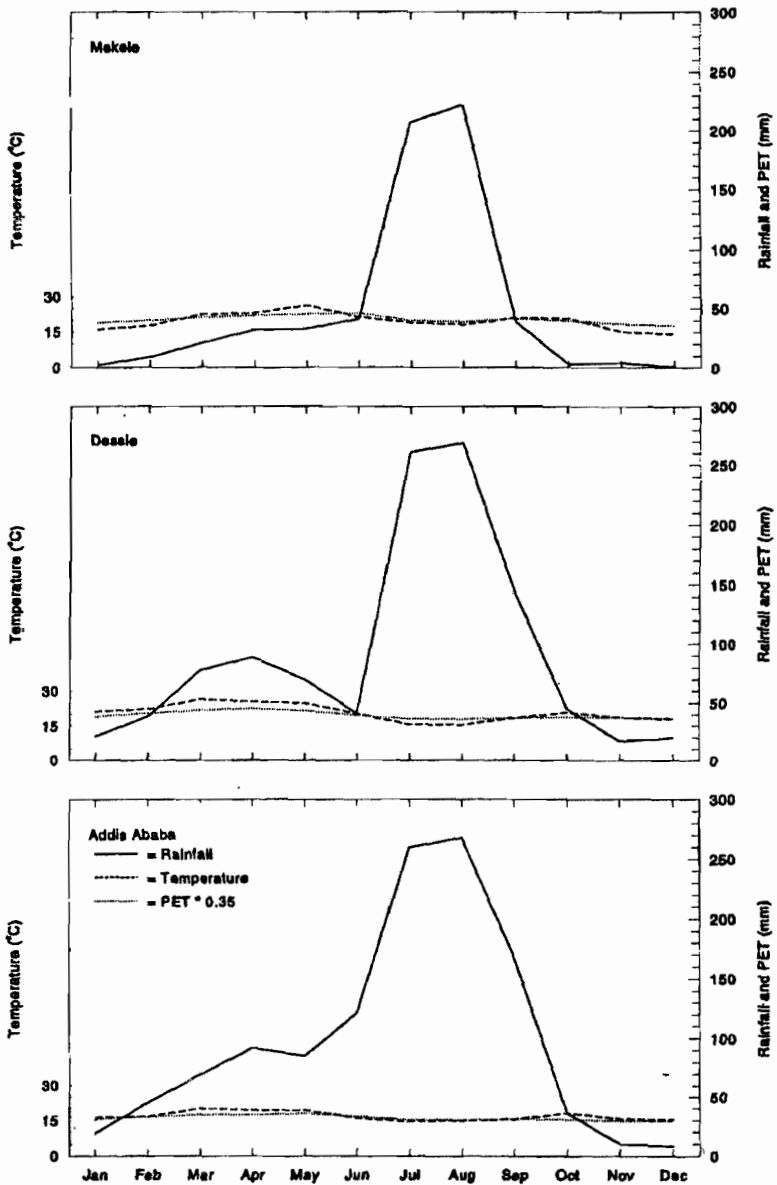 Makale
Temperature (°C)
30
15
0
300
250
200
150
100
50
0
Rainfall and PET (mm)
Dessie
Temperature (°C)
30
15
0
300
250
200
150
100
50
0
Rainfall and PET (mm)
Addis Ababa
= Rainfall
= Temperature
= PET * 0.35
Temperature (°C)
30
15
0
300
250
200
150
100
50
0
Rainfall and PET (mm)
Jan Feb Mar Apr May Jun Jul Aug Sep Oct Nov Dec